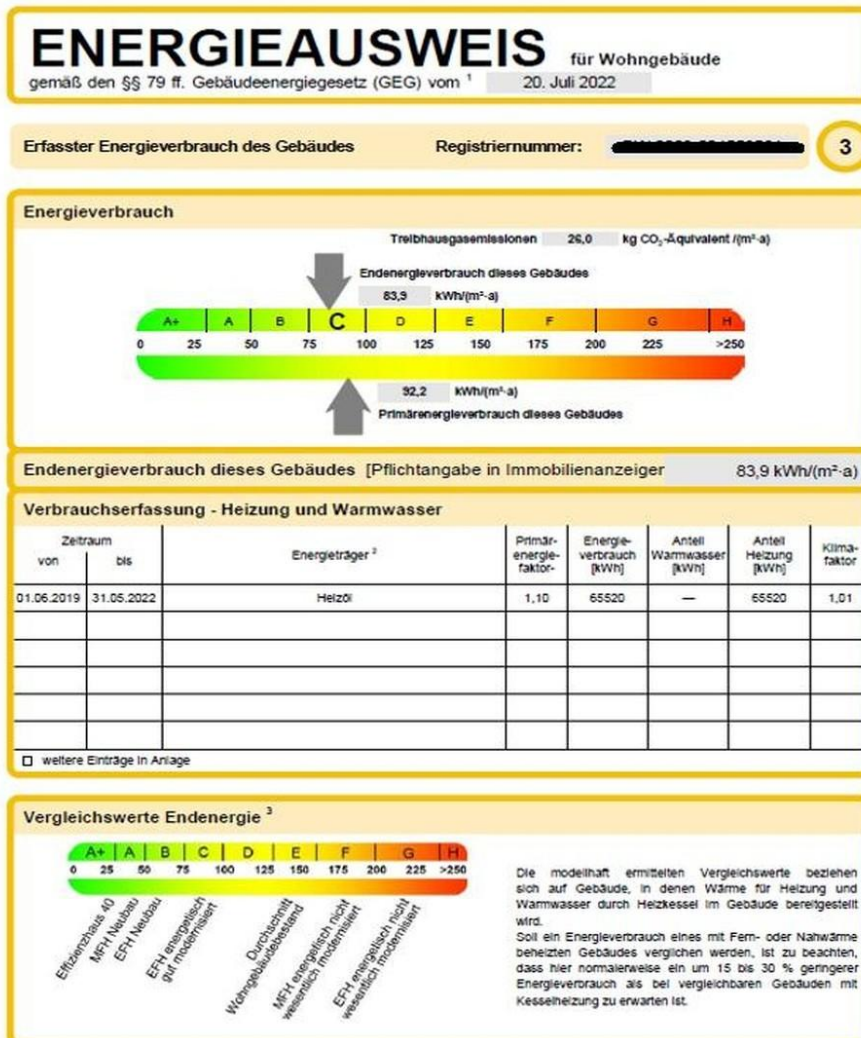 ENERGIEAUSWEIS für Wohngebäude
gemäß den §§ 79 ff. Gebäudeenergiegesetz (GEG) vom ¹ 20. Juli 2022
Erfasster Energieverbrauch des Gebäudes Registriernummer: 3
Energieverbrauch
Treibhausgasemissionen 26,0 kg CO₂-Äquivalent /(m²·a)
Endenergieverbrauch dieses Gebäudes
83,9 kWh/(m²·a)
A+ A B C D E F G H
0 25 50 75 100 125 150 175 200 225 >250
92,2 kWh/(m²·a)
Primärenergieverbrauch dieses Gebäudes
Endenergieverbrauch dieses Gebäudes [Pflichtangabe in Immobilienanzeiger 83,9 kWh/(m²·a)
Verbrauchserfassung - Heizung und Warmwasser
Zeitraum
von bis
Energieträger ²
Primär-
energie-
faktor-
Energie-
verbrauch
[kWh]
Anteil
Warmwasser
[kWh]
Anteil
Heizung
[kWh]
Klima-
faktor
01.06.2019 31.05.2022 Heizöl 1,10 65520 — 65520 1,01
weitere Einträge in Anlage
Vergleichswerte Endenergie ³
A+ A B C D E F G H
0 25 50 75 100 125 150 175 200 225 >250
Effizienzhaus 40
MFH Neubau
EFH Neubau
EFH energetisch
gut modernisiert
Durchschnitt
Wohngebäudebestand
MFH energetisch nicht
wesentlich modernisiert
EFH energetisch nicht
wesentlich modernisiert
Die modellhaft ermittelten Vergleichswerte beziehen
sich auf Gebäude, in denen Wärme für Heizung und
Warmwasser durch Heizkessel im Gebäude bereitgestellt
wird.
Soll ein Energieverbrauch eines mit Fern- oder Nahwärme
beheizten Gebäudes verglichen werden, ist zu beachten,
dass hier normalerweise ein um 15 bis 30 % geringerer
Energieverbrauch als bei vergleichbaren Gebäuden mit
Kesselheizung zu erwarten ist.